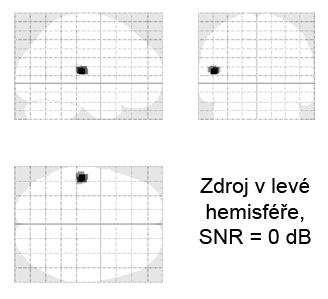 Zdroj v levé
hemisféře,
SNR = 0 dB